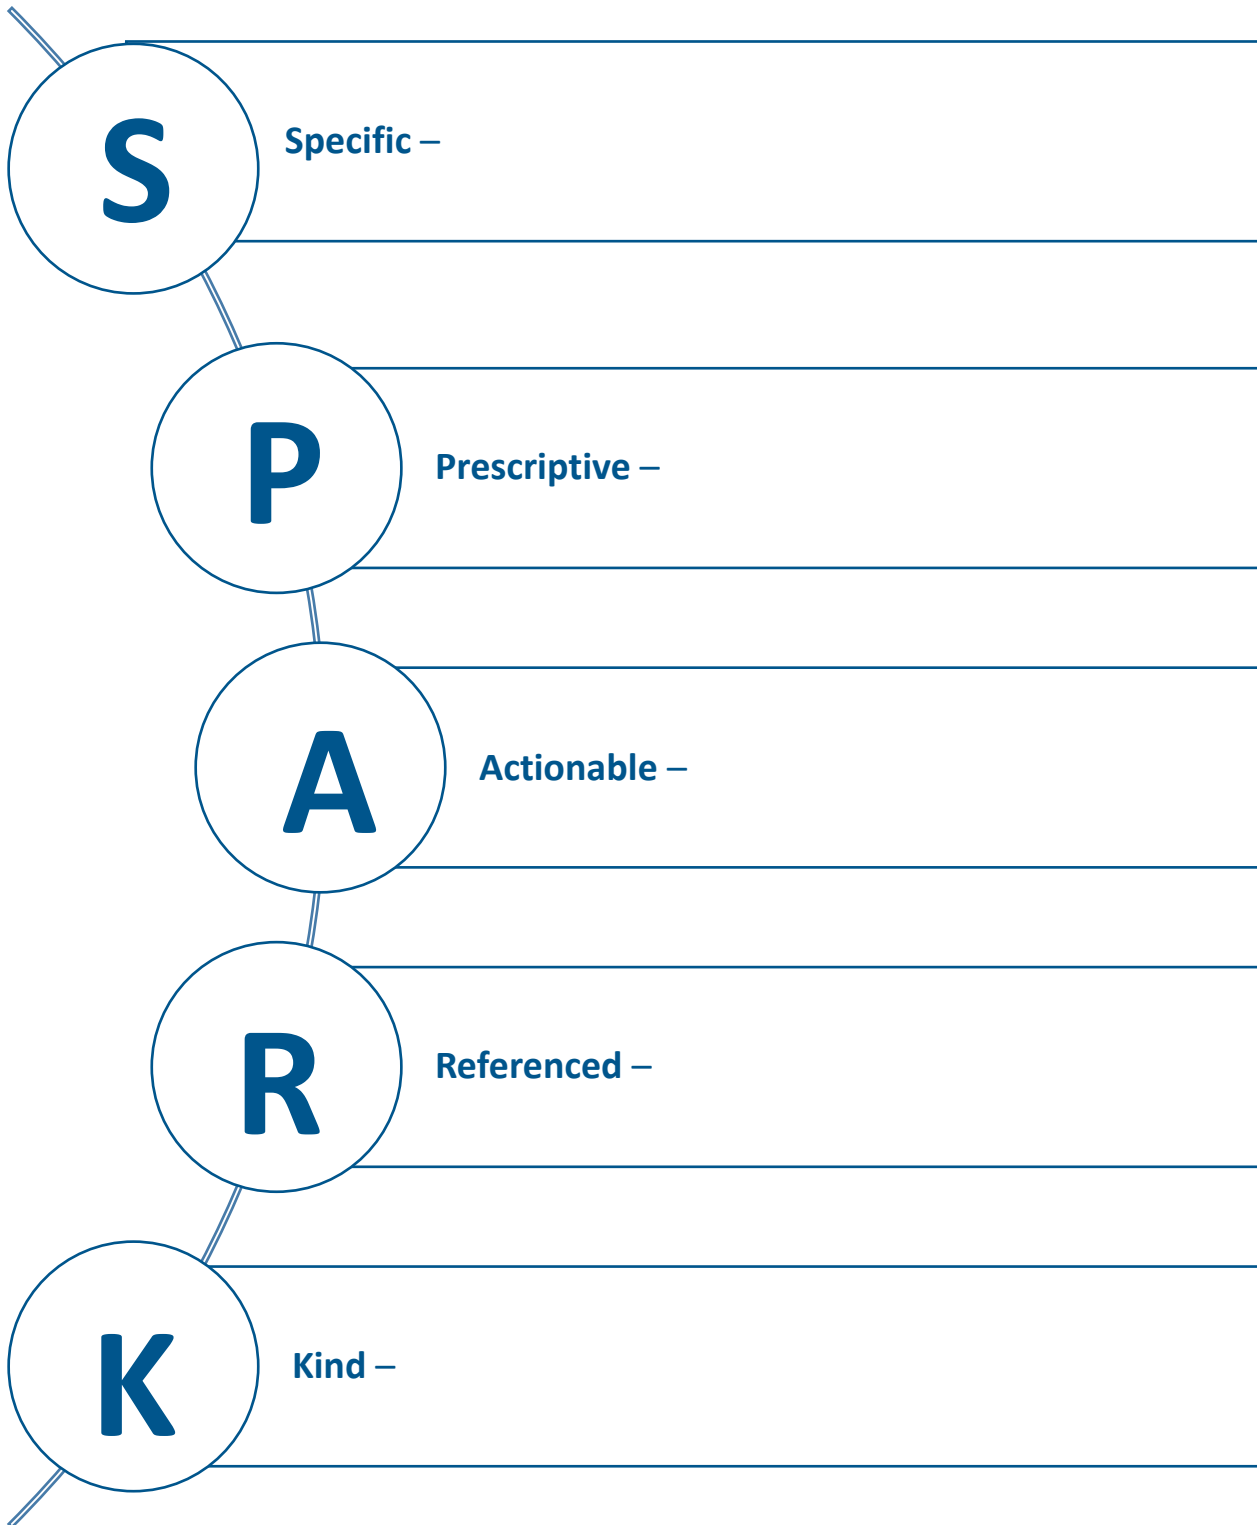 S
Specific –
P
Prescriptive –
A
Actionable –
R
Referenced –
K
Kind –